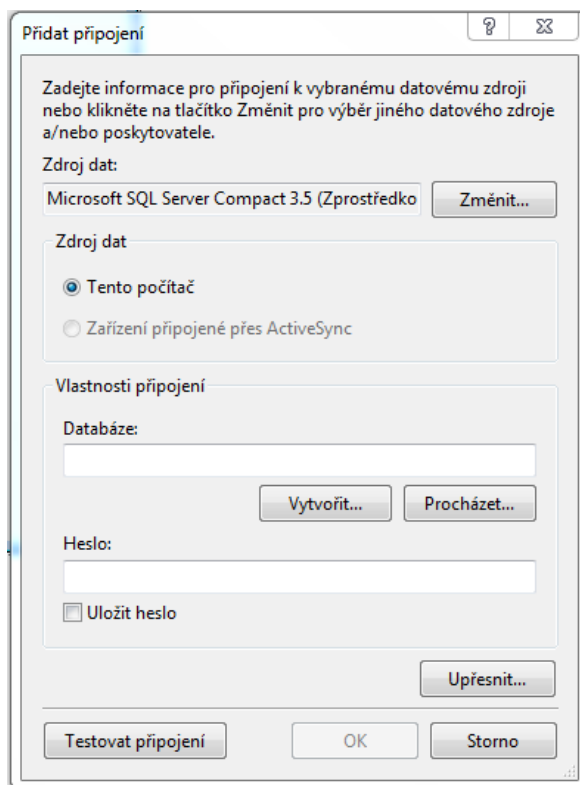 Přidat připojení
Zadejte informace pro připojení k vybranému datovému zdroji
nebo klikněte na tlačítko Změnit pro výběr jiného datového zdroje
a/nebo poskytovatele.
Zdroj dat:
Microsoft SQL Server Compact 3.5 (Zprostředko
Změnit...
Zdroj dat
Tento počítač
Zařízení připojené přes ActiveSync
Vlastnosti připojení
Databáze:
Vytvořit...
Procházet...
Heslo:
Uložit heslo
Upřesnit...
Testovat připojení
OK
Storno